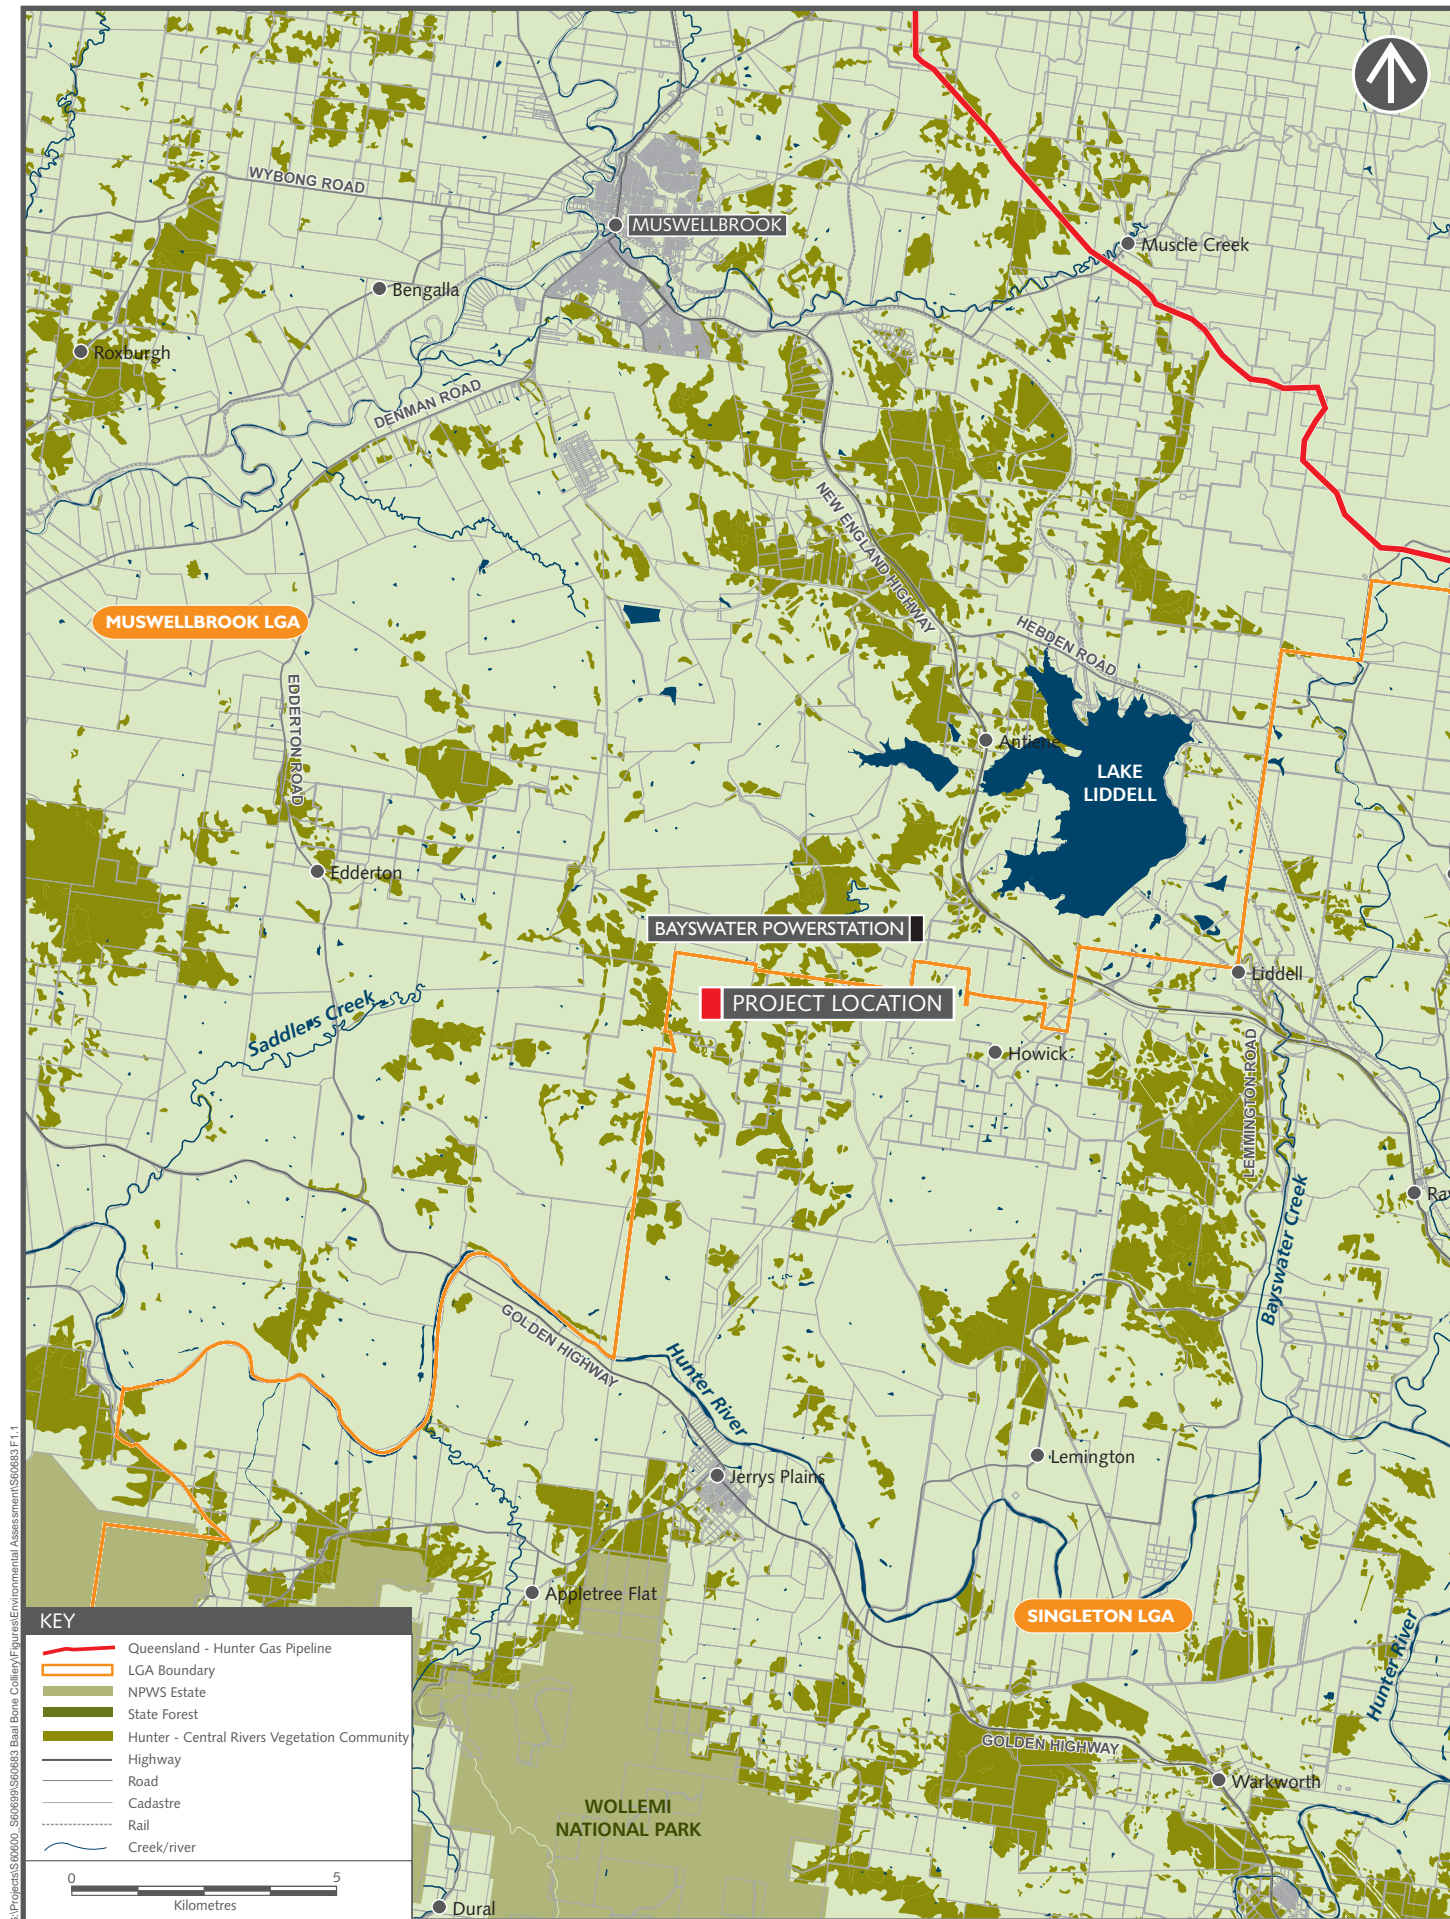 WYBONG ROAD
MUSWELLBROOK
Muscle Creek
Bengalla
Roxburgh
DENMAN ROAD
NEW ENGLAND HIGHWAY
MUSWELLBROOK LGA
HEBDEN ROAD
EDDERTON ROAD
Antiene
LAKE
LIDDELL
Edderton
BAYSWATER POWERSTATION
Liddell
PROJECT LOCATION
Saddlers Creek
Howick
LEMMINGTON ROAD
Bayswater Creek
GOLDEN HIGHWAY
Hunter River
Lemington
Jerrys Plains
Appletree Flat
SINGLETON LGA
Hunter River
GOLDEN HIGHWAY
Warkworth
WOLLEMI
NATIONAL PARK
Dural
KEY
Queensland - Hunter Gas Pipeline
LGA Boundary
NPWS Estate
State Forest
Hunter - Central Rivers Vegetation Community
Highway
Road
Cadastre
Rail
Creek/river
0 5
Kilometres